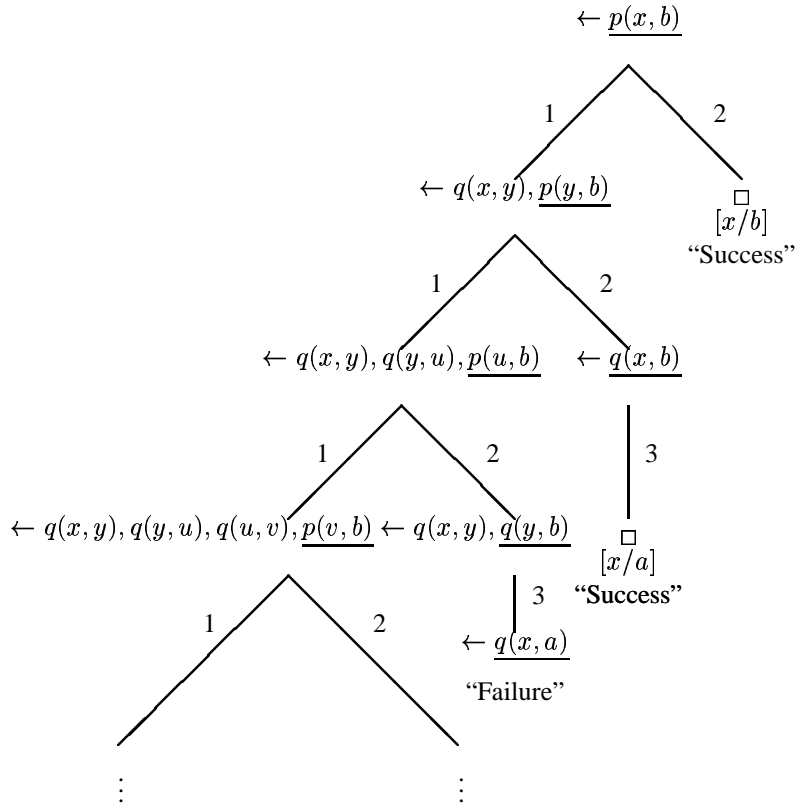 ← p(x, b)
1 2
← q(x, y), p(y, b) □
[x/b]
“Success”
1 2
← q(x, y), q(y, u), p(u, b) ← q(x, b)
1 2 3
← q(x, y), q(y, u), q(u, v), p(v, b) ← q(x, y), q(y, b) □
[x/a]
“Success”
1 2 3
← q(x, a)
“Failure”
⋮ ⋮